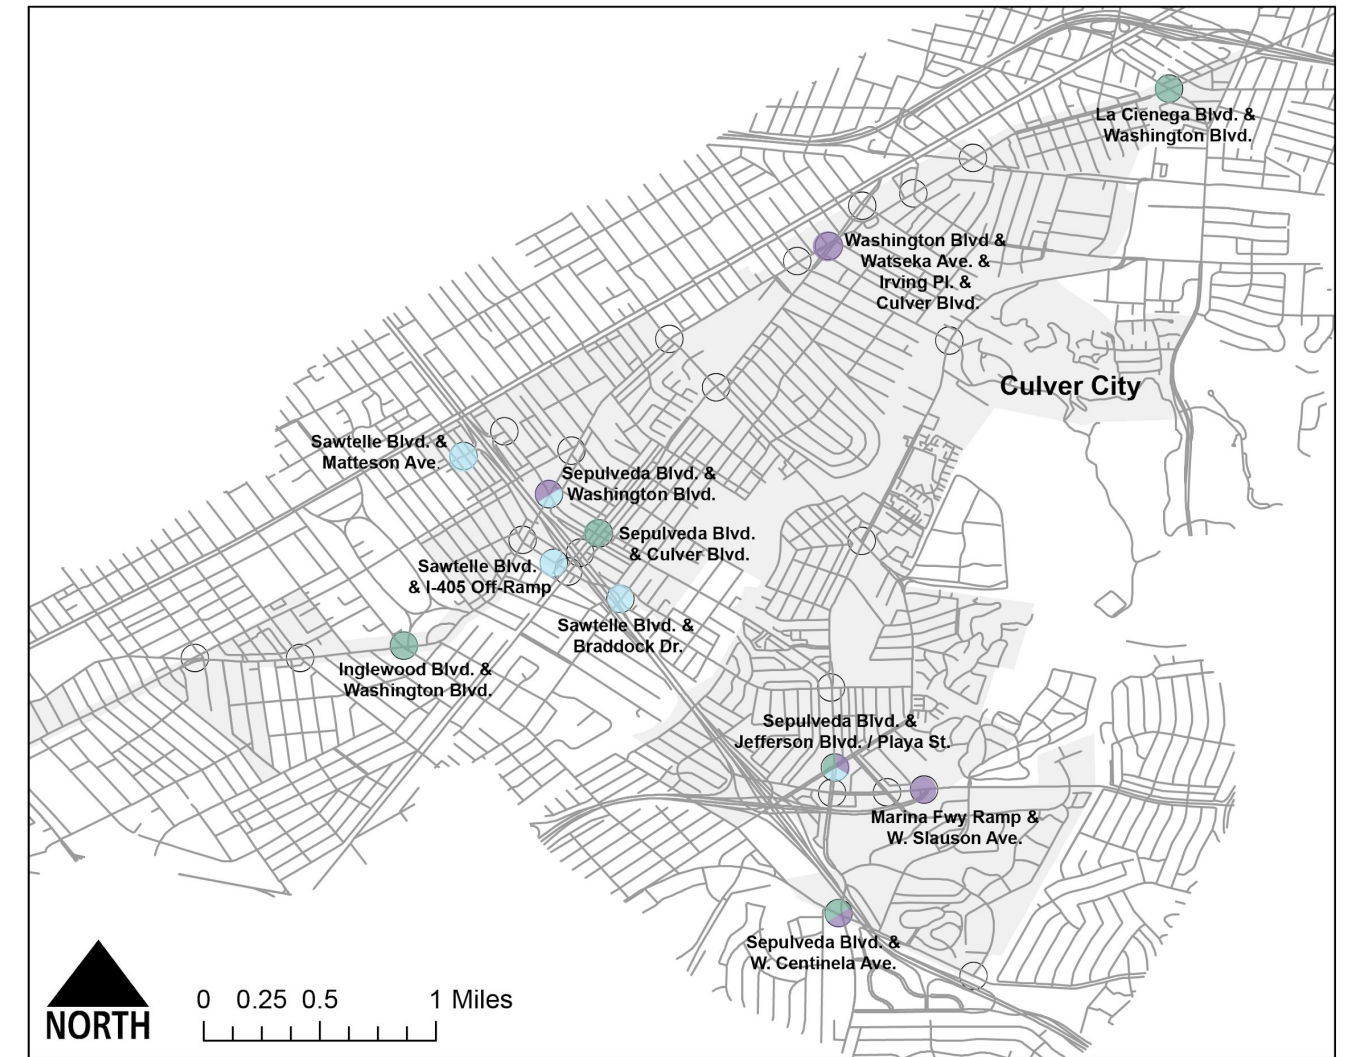 La Cienega Blvd. &
Washington Blvd.
Washington Blvd &
Watseka Ave. &
Irving Pl. &
Culver Blvd.
Culver City
Sawtelle Blvd. &
Matteson Ave.
Sepulveda Blvd. &
Washington Blvd.
Sepulveda Blvd.
& Culver Blvd.
Sawtelle Blvd.
& I-405 Off-Ramp
Sawtelle Blvd. &
Braddock Dr.
Inglewood Blvd. &
Washington Blvd.
Sepulveda Blvd. &
Jefferson Blvd. / Playa St.
Marina Fwy Ramp &
W. Slauson Ave.
Sepulveda Blvd. &
W. Centinela Ave.
NORTH
0 0.25 0.5 1 Miles